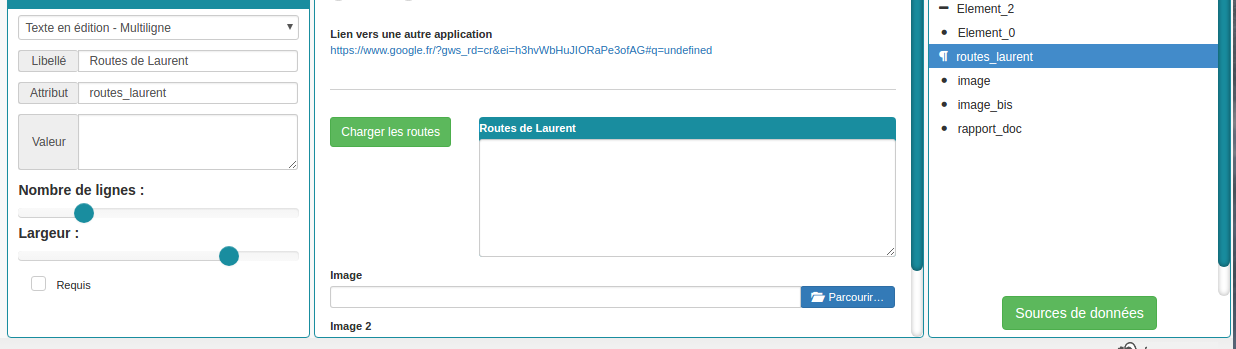 Texte en édition - Multiligne
Libellé Routes de Laurent
Attribut routes_laurent
Valeur
Nombre de lignes :
Largeur :
Requis
Lien vers une autre application
https://www.google.fr/?gws_rd=cr&ei=h3hvWbHuJIORaPe3ofAG#q=undefined
Charger les routes
Routes de Laurent
Image
Parcourir…
Image 2
Element_2
Element_0
routes_laurent
image
image_bis
rapport_doc
Sources de données